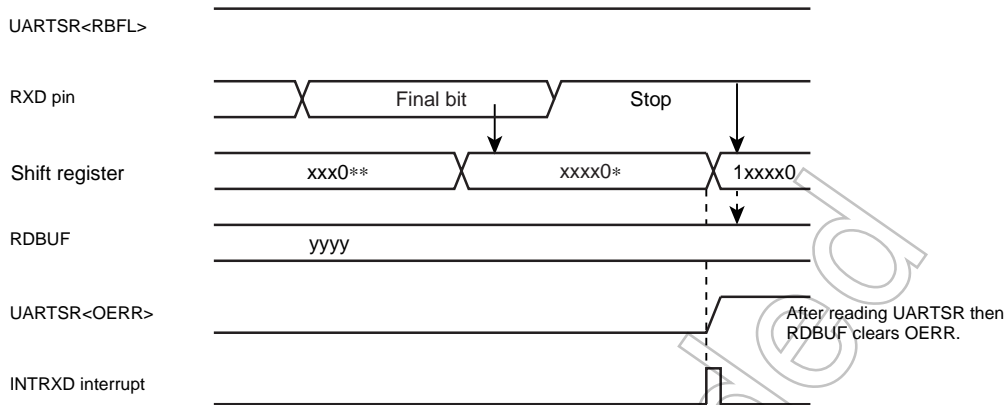 UARTSR<RBFL>
RXD pin
Final bit
Stop
Shift register
xxx0**
xxxx0*
1xxxx0
RDBUF
yyyy
UARTSR<OERR>
After reading UARTSR then
RDBUF clears OERR.
INTRXD interrupt